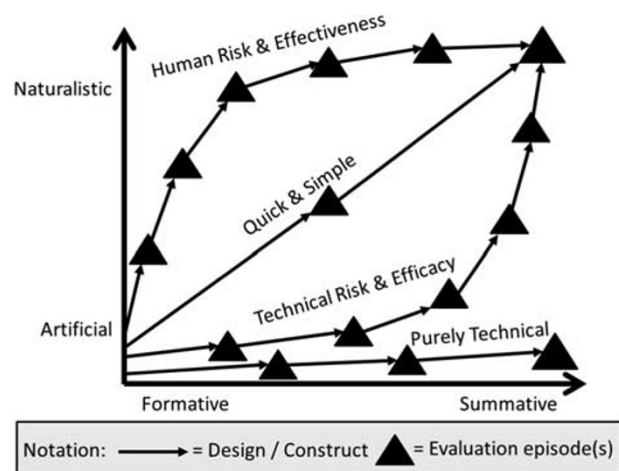 Human Risk & Effectiveness
Naturalistic
Quick & Simple
Technical Risk & Efficacy
Artificial
Purely Technical
Formative
Summative
Notation: = Design / Construct = Evaluation episode(s)